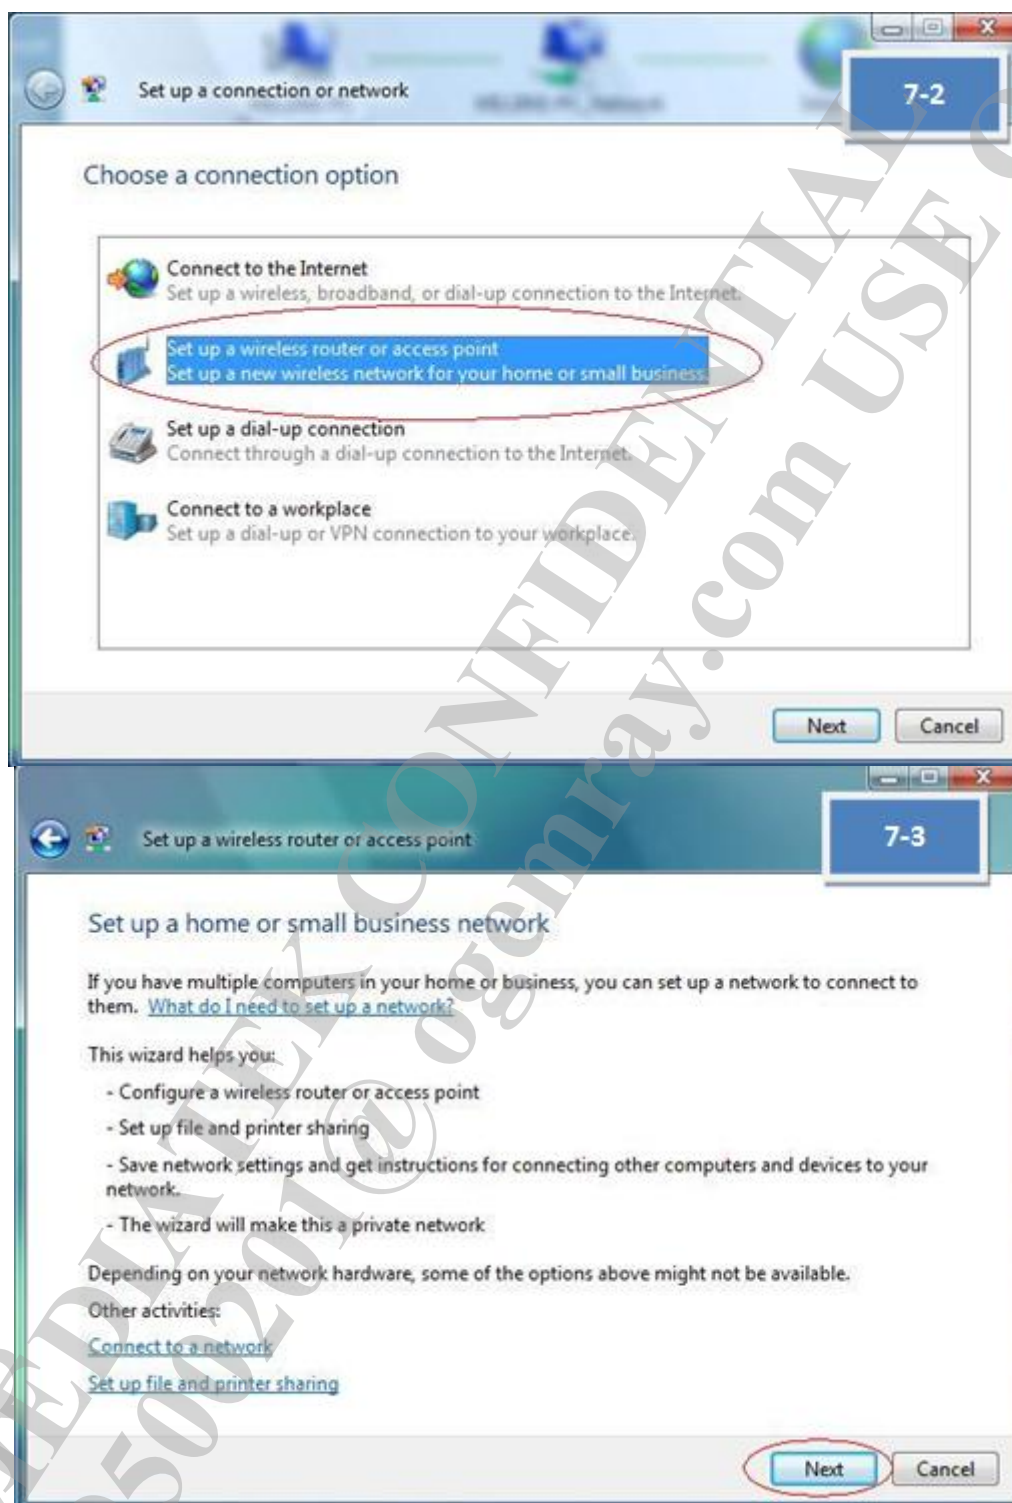 Set up a connection or network
7-2
Choose a connection option
Connect to the Internet
Set up a wireless, broadband, or dial-up connection to the Internet.
Set up a wireless router or access point
Set up a new wireless network for your home or small business.
Set up a dial-up connection
Connect through a dial-up connection to the Internet.
Connect to a workplace
Set up a dial-up or VPN connection to your workplace.
Next
Cancel
Set up a wireless router or access point
7-3
Set up a home or small business network
If you have multiple computers in your home or business, you can set up a network to connect to
them. What do I need to set up a network?
This wizard helps you:
- Configure a wireless router or access point
- Set up file and printer sharing
- Save network settings and get instructions for connecting other computers and devices to your
network.
- The wizard will make this a private network
Depending on your network hardware, some of the options above might not be available.
Other activities:
Connect to a network
Set up file and printer sharing
Next
Cancel
CONFIDENTIAL
ogemray.com USE